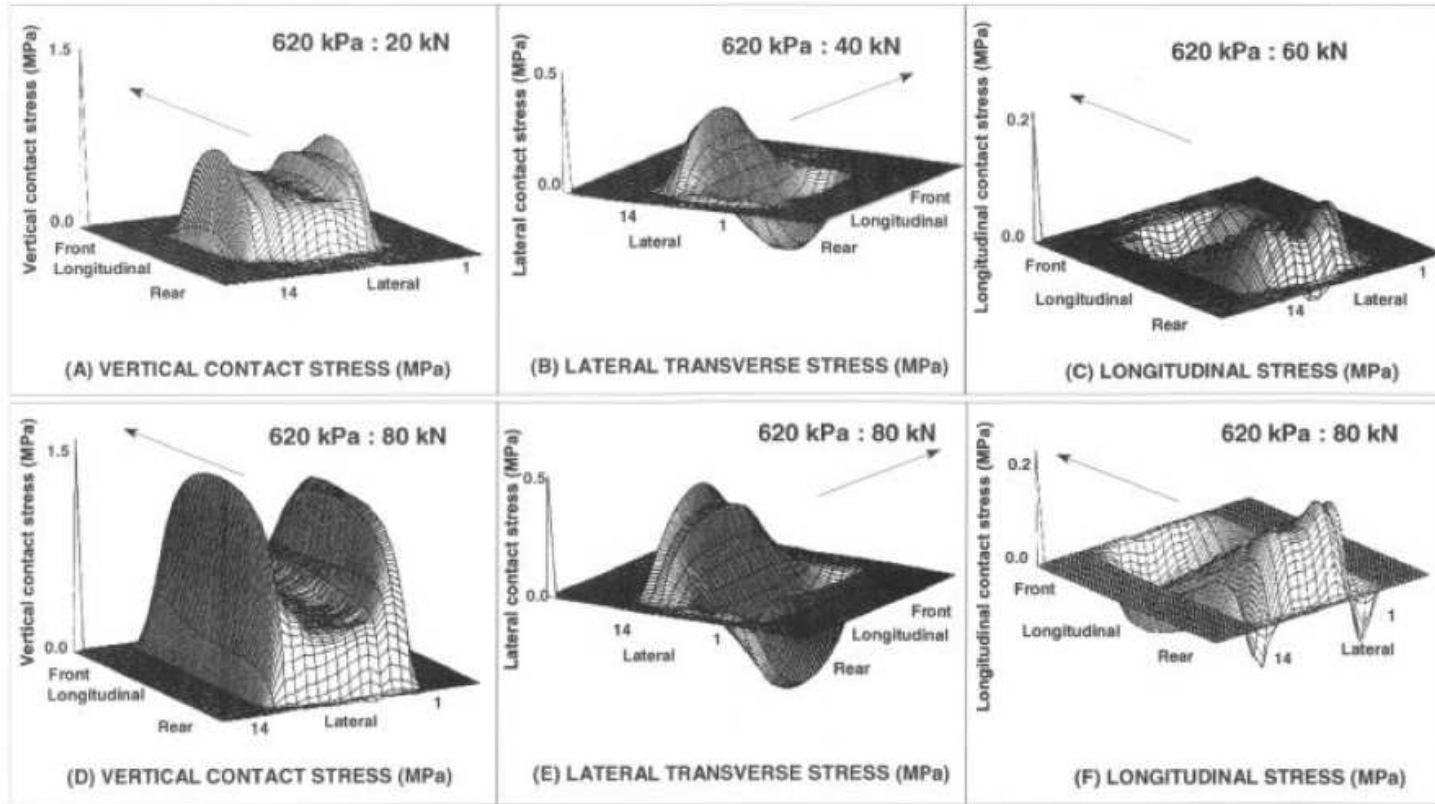 Vertical contact stress (MPa)
1.5
0.0
620 kPa : 20 kN
Front
Longitudinal
Rear
14
Lateral
1
(A) VERTICAL CONTACT STRESS (MPa)
Lateral contact stress (MPa)
0.5
0.0
620 kPa : 40 kN
14
Lateral
1
Rear
Longitudinal
Front
(B) LATERAL TRANSVERSE STRESS (MPa)
Longitudinal contact stress (MPa)
0.2
0.0
620 kPa : 60 kN
Front
Longitudinal
Rear
14
Lateral
1
(C) LONGITUDINAL STRESS (MPa)
Vertical contact stress (MPa)
1.5
0.0
620 kPa : 80 kN
Front
Longitudinal
Rear
14
Lateral
1
(D) VERTICAL CONTACT STRESS (MPa)
Lateral contact stress (MPa)
0.5
0.0
620 kPa : 80 kN
14
Lateral
1
Rear
Longitudinal
Front
(E) LATERAL TRANSVERSE STRESS (MPa)
Longitudinal contact stress (MPa)
0.2
0.0
620 kPa : 80 kN
Front
Longitudinal
Rear
14
Lateral
1
(F) LONGITUDINAL STRESS (MPa)